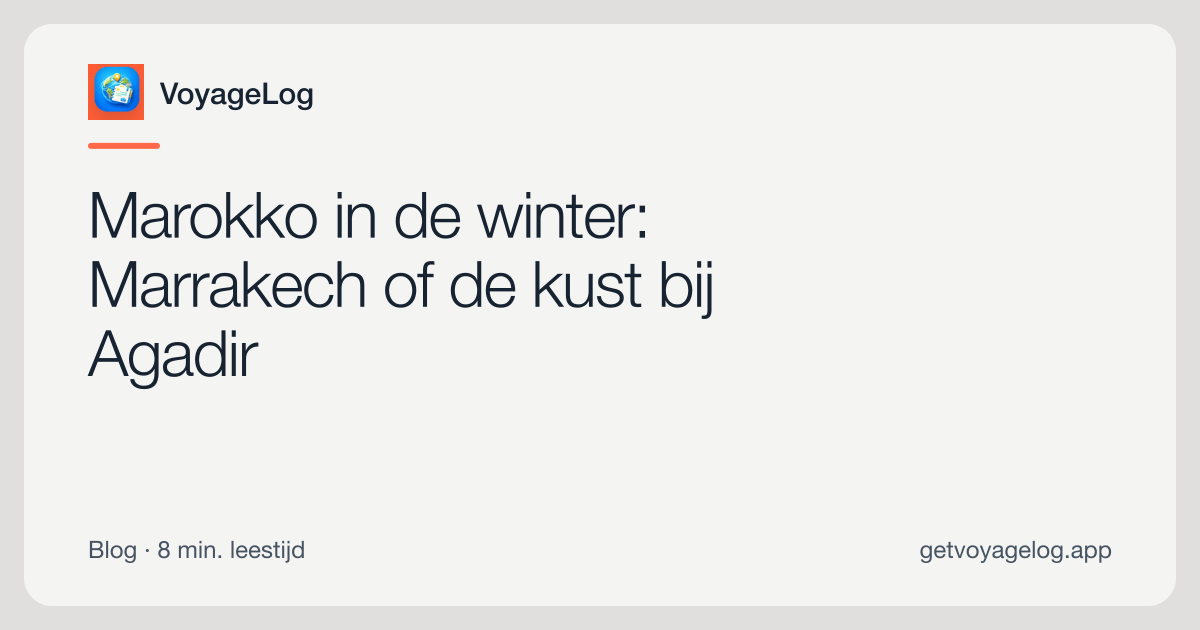 VoyageLog
Marokko in de winter:
Marrakech of de kust bij
Agadir
Blog · 8 min. leestijd
getvoyagelog.app